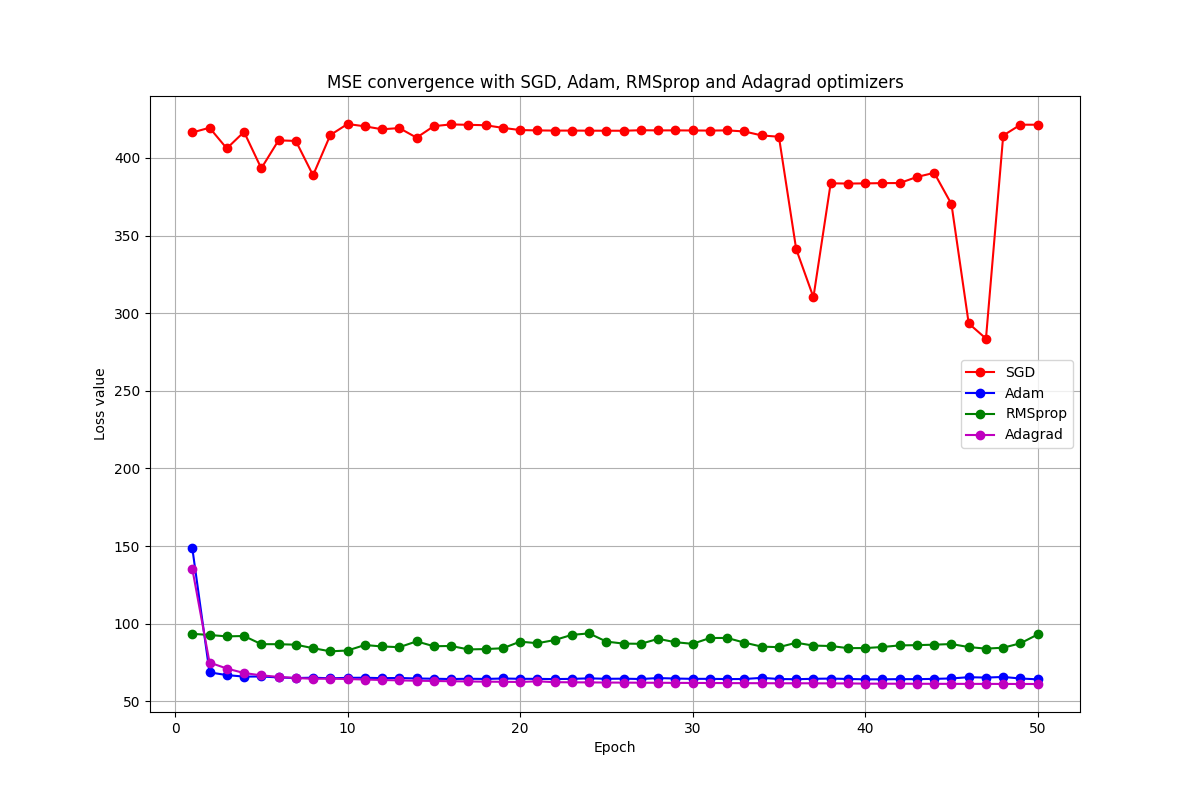 MSE convergence with SGD, Adam, RMSprop and Adagrad optimizers
400
350
300
250
200
150
100
50
Loss value
SGD
Adam
RMSprop
Adagrad
0 10 20 30 40 50
Epoch